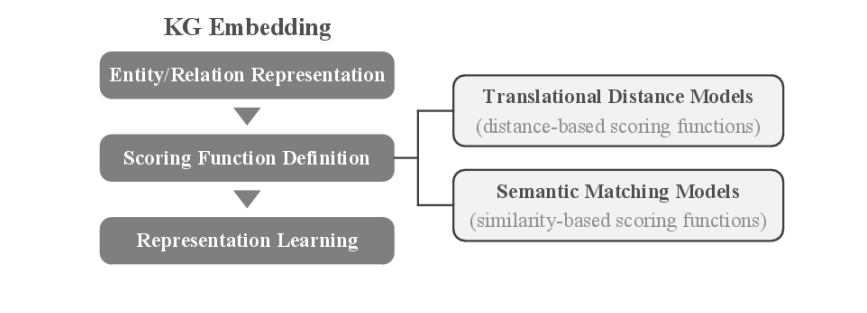 KG Embedding
Entity/Relation Representation
Scoring Function Definition
Representation Learning
Translational Distance Models
(distance-based scoring functions)
Semantic Matching Models
(similarity-based scoring functions)